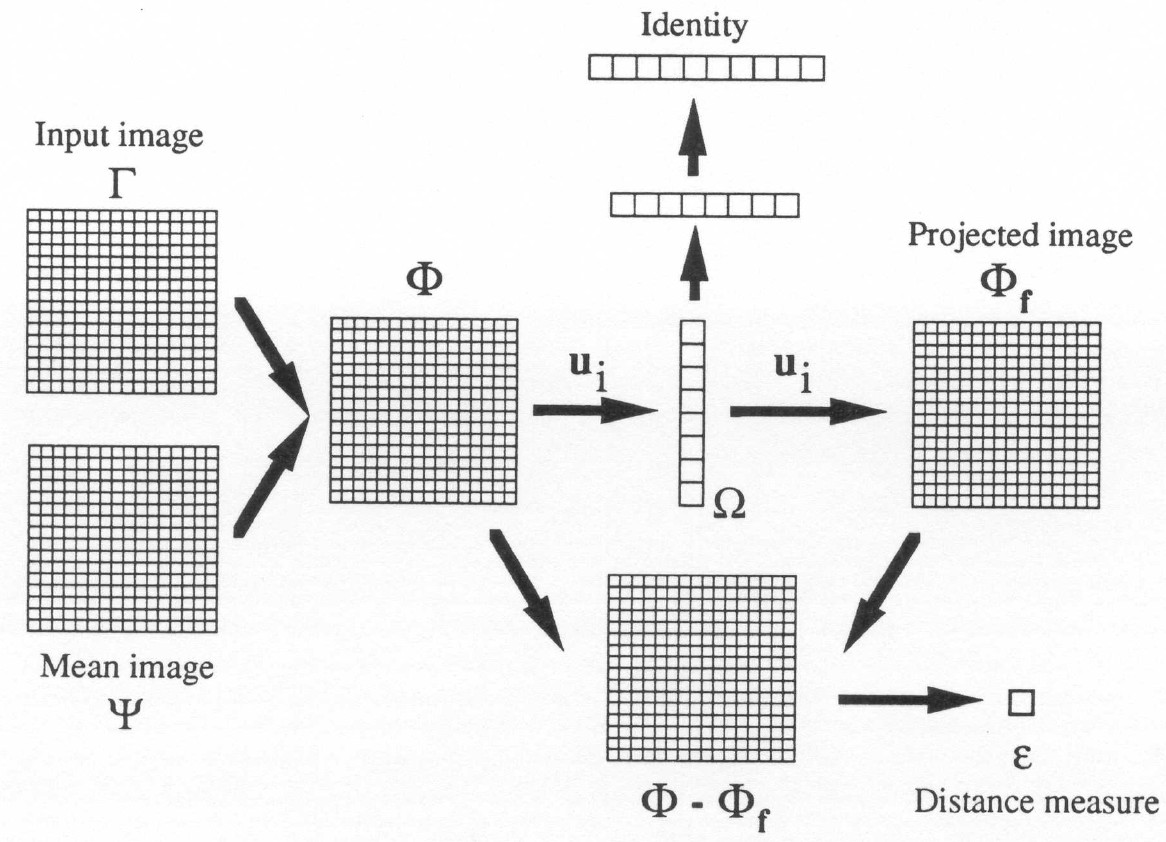 Identity
Input image
Γ
Projected image
Φ
Φf
ui
ui
Ω
Mean image
Ψ
ε
Φ - Φf
Distance measure